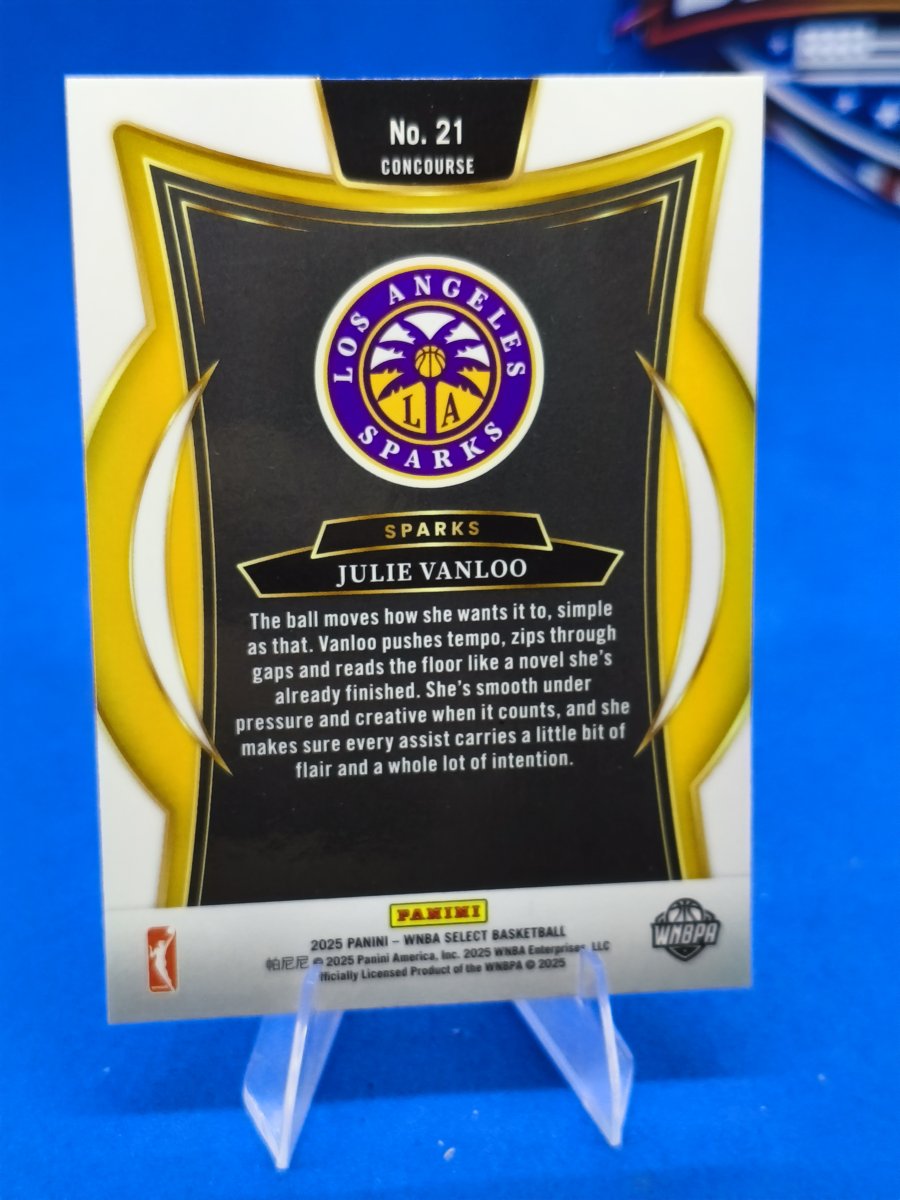 No. 21
CONCOURSE
LOS ANGELES
LA
SPARKS
SPARKS
JULIE VANLOO
The ball moves how she wants it to, simple
as that. Vanloo pushes tempo, zips through
gaps and reads the floor like a novel she's
already finished. She's smooth under
pressure and creative when it counts, and she
makes sure every assist carries a little bit of
flair and a whole lot of intention.
PANINI
2025 PANINI – WNBA SELECT BASKETBALL
帕尼尼 © 2025 Panini America, Inc. 2025 WNBA Enterprises, LLC
fficially Licensed Product of the WNBPA © 2025
WNBPA